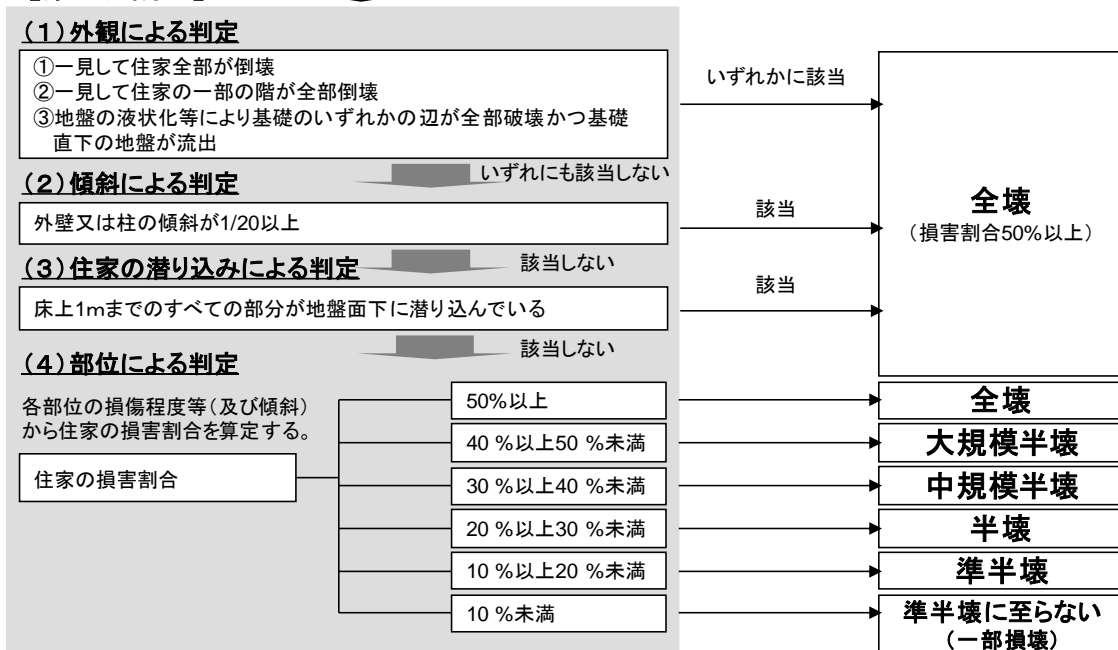 （１）外観による判定
①一見して住家全部が倒壊
②一見して住家の一部の階が全部倒壊
③地盤の液状化等により基礎のいずれかの辺が全部破壊かつ基礎
直下の地盤が流出
いずれかに該当
いずれにも該当しない
（２）傾斜による判定
外壁又は柱の傾斜が1/20以上
該当
全壊
（損害割合50%以上）
該当しない
（３）住家の潜り込みによる判定
床上1mまでのすべての部分が地盤面下に潜り込んでいる
該当
該当しない
（４）部位による判定
各部位の損傷程度等（及び傾斜）
から住家の損害割合を算定する。
住家の損害割合
50%以上
全壊
40 %以上50 %未満
大規模半壊
30 %以上40 %未満
中規模半壊
20 %以上30 %未満
半壊
10 %以上20 %未満
準半壊
10 %未満
準半壊に至らない
（一部損壊）